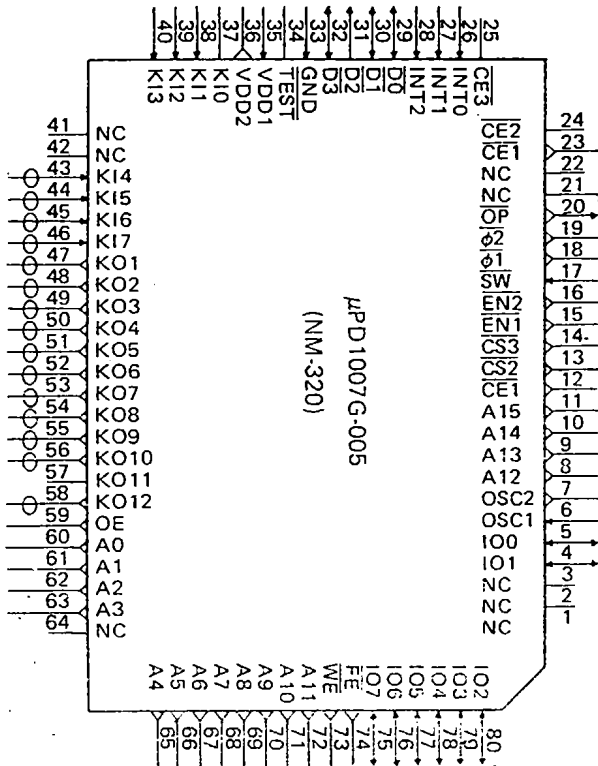 40
39
38
37
36
35
34
33
32
31
30
29
28
27
26
25
KI3
KI2
KI1
KI0
VDD2
VDD1
TEST
GND
D3
D2
D1
D0
INT2
INT1
INT0
CE3
41 NC
42 NC
43 KI4
44 KI5
45 KI6
46 KI7
47 KO1
48 KO2
49 KO3
50 KO4
51 KO5
52 KO6
53 KO7
54 KO8
55 KO9
56 KO10
57 KO11
58 KO12
59 OE
60 A0
61 A1
62 A2
63 A3
64 NC
μPD1007G-005
(NM-320)
CE2 24
CE1 23
NC 22
NC 21
OP 20
φ2 19
φ1 18
SW 17
EN2 16
EN1 15
CS3 14
CS2 13
CE1 12
A15 11
A14 10
A13 9
A12 8
OSC2 7
OSC1 6
IO0 5
IO1 4
NC 3
NC 2
NC 1
A4
A5
A6
A7
A8
A9
A10
A11
WE
FE
IO7
IO6
IO5
IO4
IO3
IO2
65
66
67
68
69
70
71
72
73
74
75
76
77
78
79
80